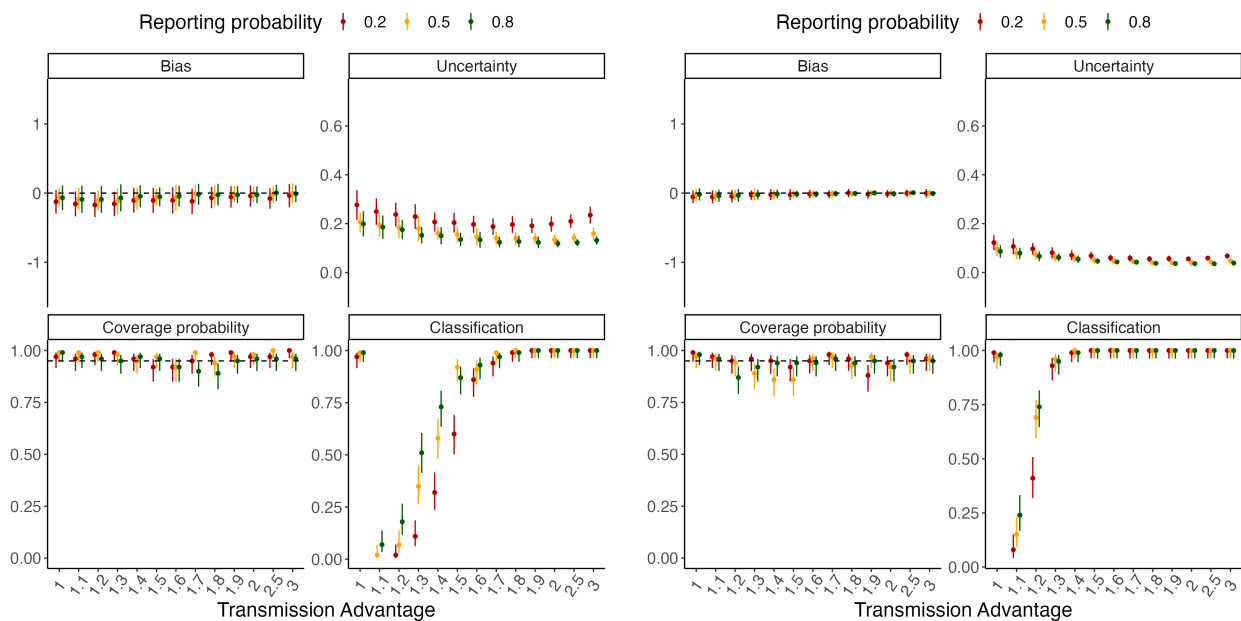 Reporting probability 0.2 0.5 0.8
Bias Uncertainty
1
0
-1
0.6
0.4
0.2
0.0
Coverage probability Classification
1.00
0.75
0.50
0.25
0.00
1.00
0.75
0.50
0.25
0.00
1 1.1 1.2 1.3 1.4 1.5 1.6 1.7 1.8 1.9 2 2.5 3
1 1.1 1.2 1.3 1.4 1.5 1.6 1.7 1.8 1.9 2 2.5 3
Transmission Advantage
Reporting probability 0.2 0.5 0.8
Bias Uncertainty
1
0
-1
0.6
0.4
0.2
0.0
Coverage probability Classification
1.00
0.75
0.50
0.25
0.00
1.00
0.75
0.50
0.25
0.00
1 1.1 1.2 1.3 1.4 1.5 1.6 1.7 1.8 1.9 2 2.5 3
1 1.1 1.2 1.3 1.4 1.5 1.6 1.7 1.8 1.9 2 2.5 3
Transmission Advantage